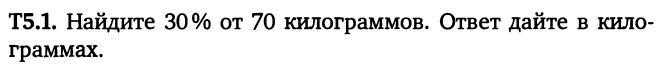 Т5.1. Найдите 30% от 70 килограммов. Ответ дайте в кило-
граммах.